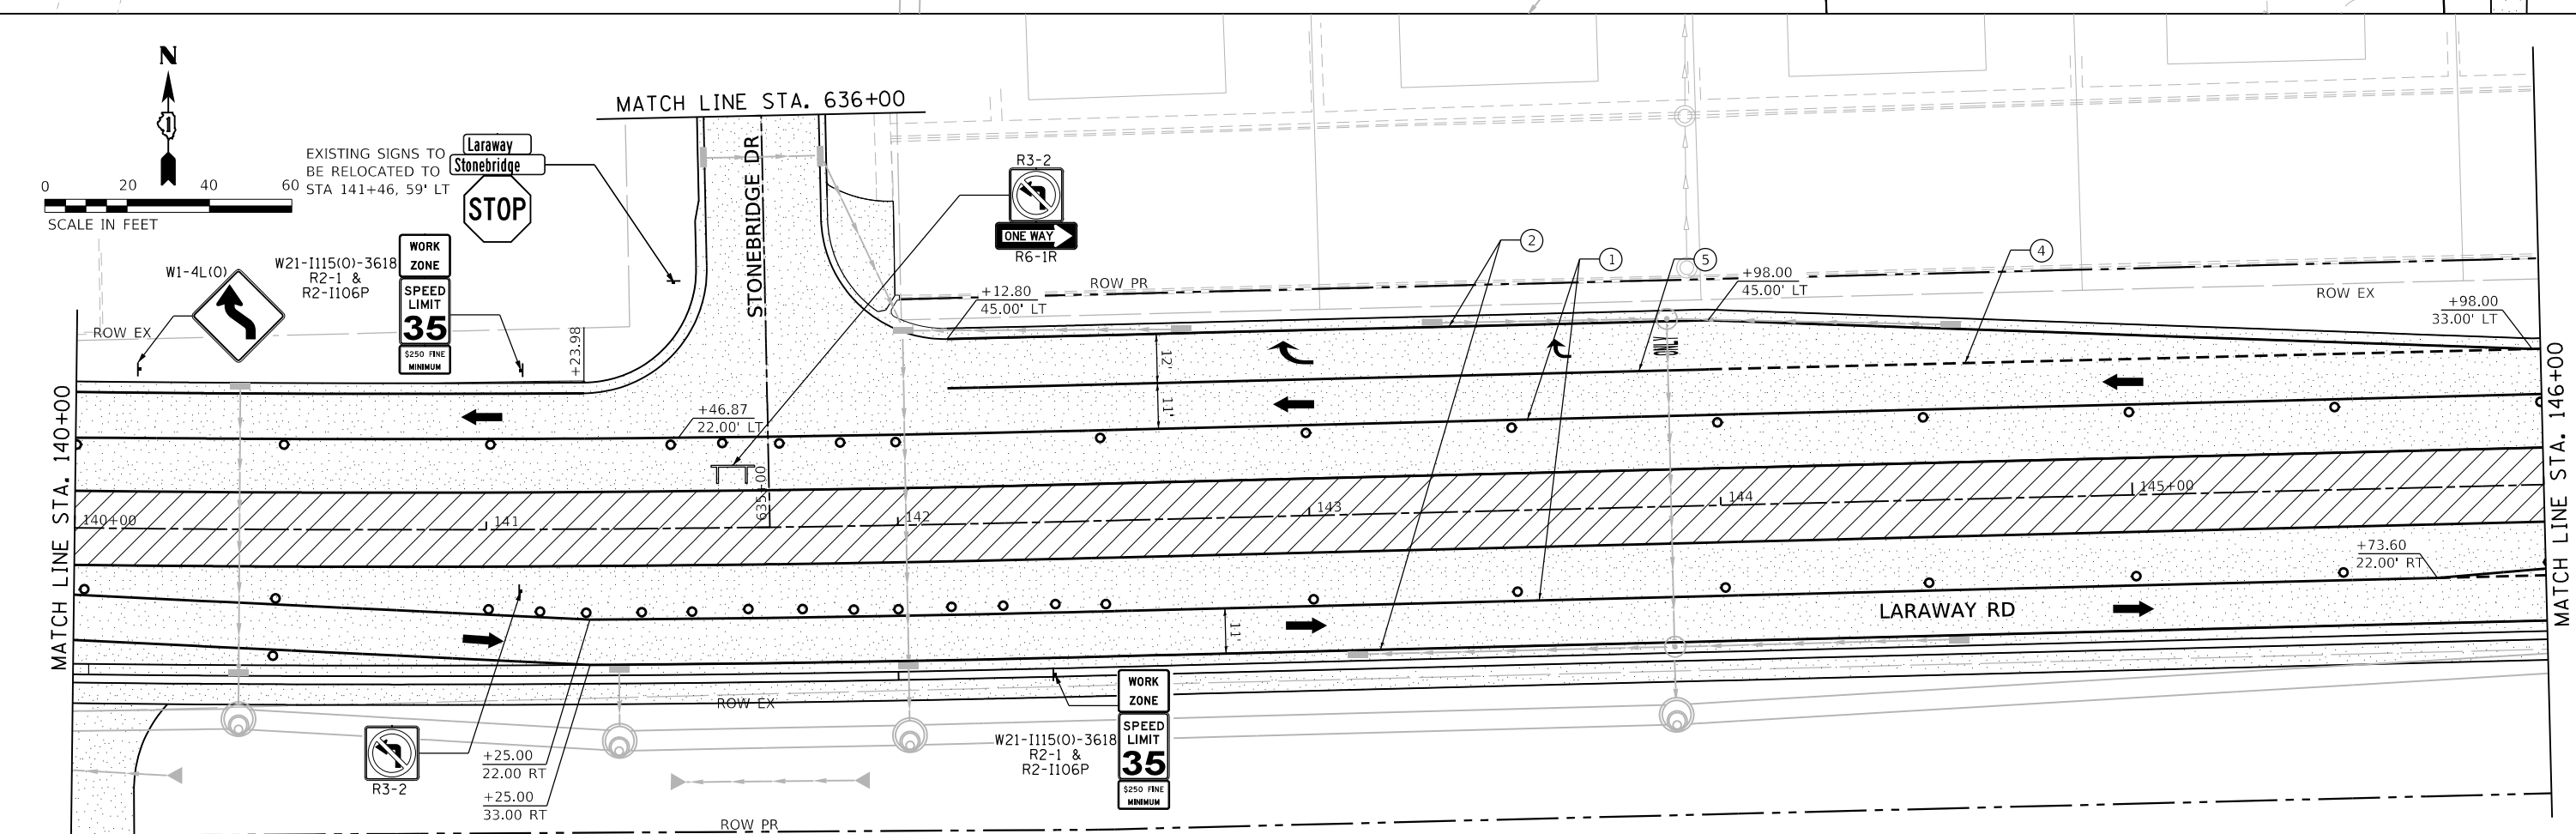 MATCH LINE STA. 636+00
N
0 20 40 60
SCALE IN FEET
EXISTING SIGNS TO
BE RELOCATED TO
STA 141+46, 59' LT
Laraway
Stonebridge
STOP
W1-4L(O)
W21-I115(O)-3618
R2-1 &
R2-I106P
WORK
ZONE
SPEED
LIMIT
35
$250 FINE
MINIMUM
ROW EX
+23.98
STONEBRIDGE DR
R3-2
ONE WAY
R6-1R
+12.80
45.00' LT
ROW PR
2
1
5
4
+98.00
45.00' LT
ROW EX
+98.00
33.00' LT
12'
11'
ONLY
+46.87
22.00' LT
635+00
MATCH LINE STA. 140+00
140+00
141
142
143
144
145+00
MATCH LINE STA. 146+00
+73.60
22.00' RT
LARAWAY RD
11'
ROW EX
R3-2
+25.00
22.00 RT
+25.00
33.00 RT
W21-I115(O)-3618
R2-1 &
R2-I106P
WORK
ZONE
SPEED
LIMIT
35
$250 FINE
MINIMUM
ROW PR